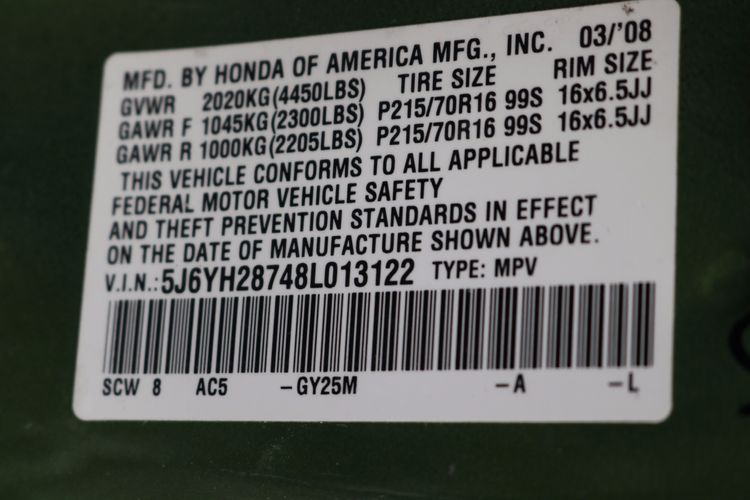 MFD. BY HONDA OF AMERICA MFG., INC. 03/'08
GVWR 2020KG(4450LBS) TIRE SIZE RIM SIZE
GAWR F 1045KG(2300LBS) P215/70R16 99S 16x6.5JJ
GAWR R 1000KG(2205LBS) P215/70R16 99S 16x6.5JJ
THIS VEHICLE CONFORMS TO ALL APPLICABLE
FEDERAL MOTOR VEHICLE SAFETY
AND THEFT PREVENTION STANDARDS IN EFFECT
ON THE DATE OF MANUFACTURE SHOWN ABOVE.
V.I.N.:5J6YH28748L013122 TYPE: MPV
SCW 8 AC5 -GY25M -A -L